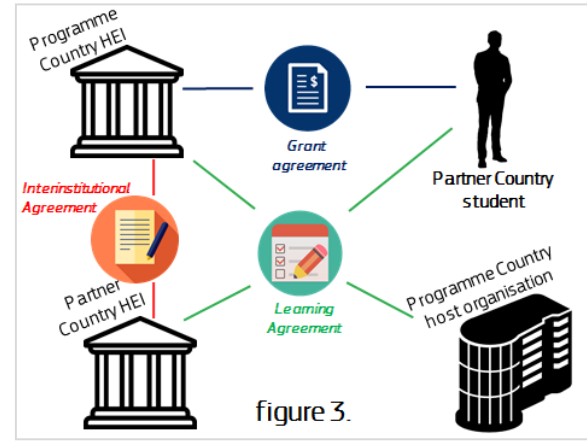 Programme
Country HEI
$
Grant
agreement
Partner Country
student
Interinstitutional
Agreement
Partner
Country HEI
Learning
Agreement
Programme Country
host organisation
figure 3.